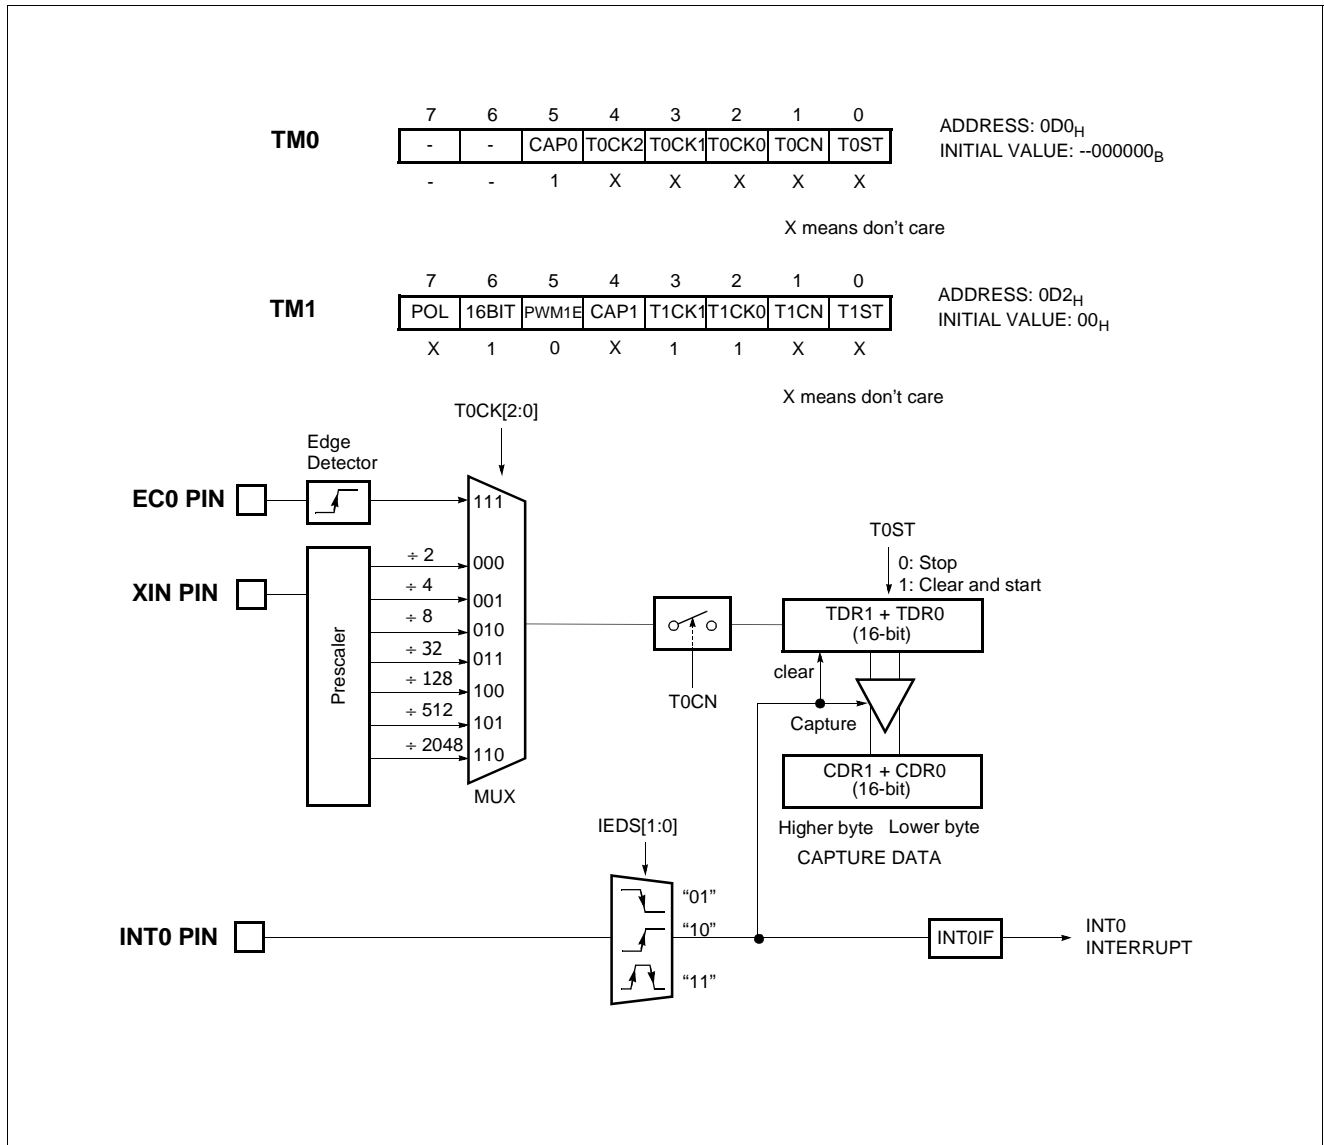 7 6 5 4 3 2 1 0
TM0
- - CAP0 T0CK2 T0CK1 T0CK0 T0CN T0ST
- - 1 X X X X X
ADDRESS: 0D0H
INITIAL VALUE: --000000B
X means don't care
7 6 5 4 3 2 1 0
TM1
POL 16BIT PWM1E CAP1 T1CK1 T1CK0 T1CN T1ST
X 1 0 X 1 1 X X
ADDRESS: 0D2H
INITIAL VALUE: 00H
X means don't care
T0CK[2:0]
Edge
Detector
EC0 PIN
111
XIN PIN
Prescaler
÷ 2 000
÷ 4 001
÷ 8 010
÷ 32 011
÷ 128 100
÷ 512 101
÷ 2048 110
MUX
T0CN
T0ST
0: Stop
1: Clear and start
TDR1 + TDR0
(16-bit)
clear
Capture
CDR1 + CDR0
(16-bit)
Higher byte Lower byte
CAPTURE DATA
IEDS[1:0]
“01”
INT0 PIN
“10”
“11”
INT0IF
INT0
INTERRUPT